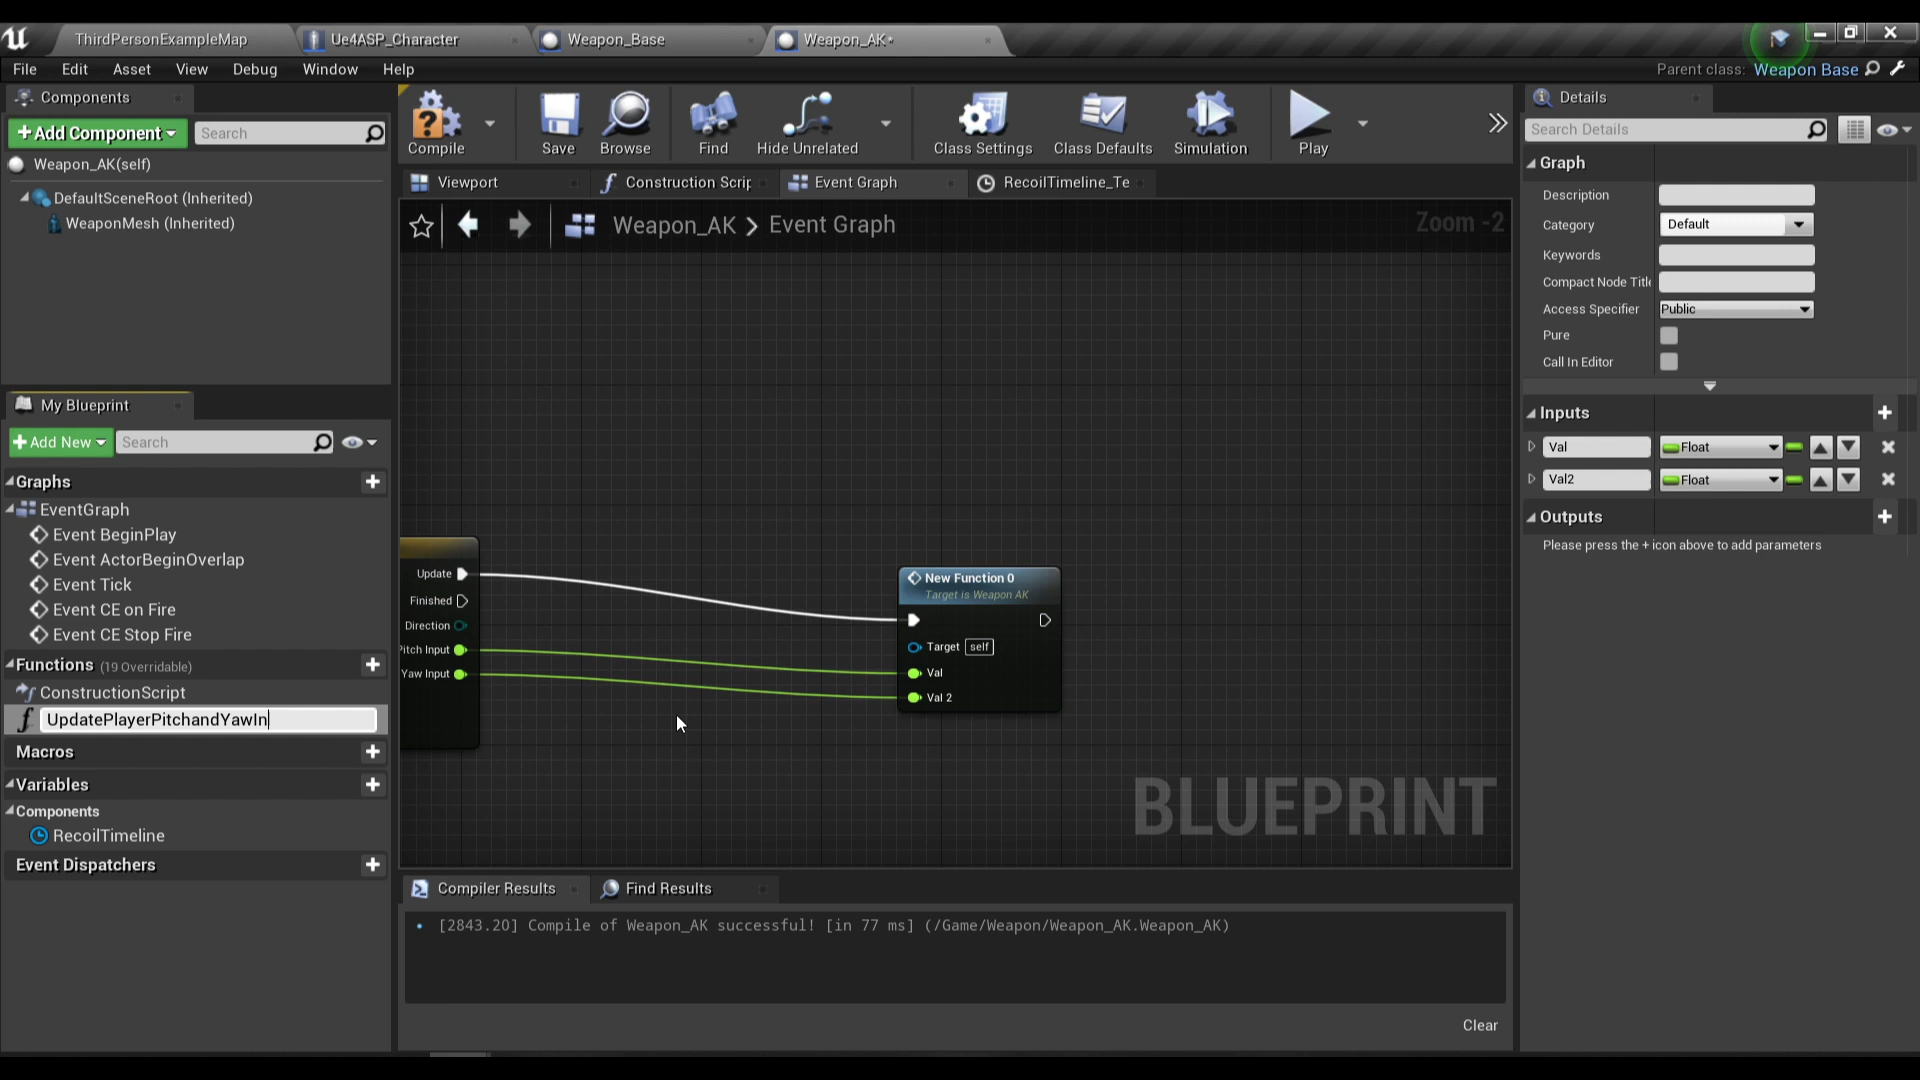 ThirdPersonExampleMap
Ue4ASP_Character
Weapon_Base
Weapon_AK*
File Edit Asset View Debug Window Help
Parent class: Weapon Base
Components
Add Component
Search
Weapon_AK(self)
DefaultSceneRoot (Inherited)
WeaponMesh (Inherited)
Compile
Save
Browse
Find
Hide Unrelated
Class Settings
Class Defaults
Simulation
Play
Viewport
Construction Scrip
Event Graph
RecoilTimeline_Te
Weapon_AK > Event Graph
Zoom -2
My Blueprint
Add New
Search
Graphs
EventGraph
Event BeginPlay
Event ActorBeginOverlap
Event Tick
Event CE on Fire
Event CE Stop Fire
Functions (19 Overridable)
ConstructionScript
UpdatePlayerPitchandYawIn
Macros
Variables
Components
RecoilTimeline
Event Dispatchers
Update
Finished
Direction
Pitch Input
Yaw Input
New Function 0
Target is Weapon AK
Target self
Val
Val 2
BLUEPRINT
Compiler Results
Find Results
[2843.20] Compile of Weapon_AK successful! [in 77 ms] (/Game/Weapon/Weapon_AK.Weapon_AK)
Clear
Details
Search Details
Graph
Description
Category Default
Keywords
Compact Node Title
Access Specifier Public
Pure
Call In Editor
Inputs
Val Float
Val2 Float
Outputs
Please press the + icon above to add parameters